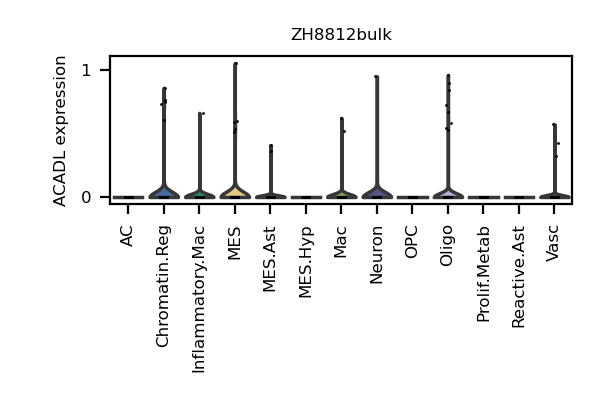 ZH8812bulk
ACADL expression
1
0
AC
Chromatin.Reg
Inflammatory.Mac
MES
MES.Ast
MES.Hyp
Mac
Neuron
OPC
Oligo
Prolif.Metab
Reactive.Ast
Vasc